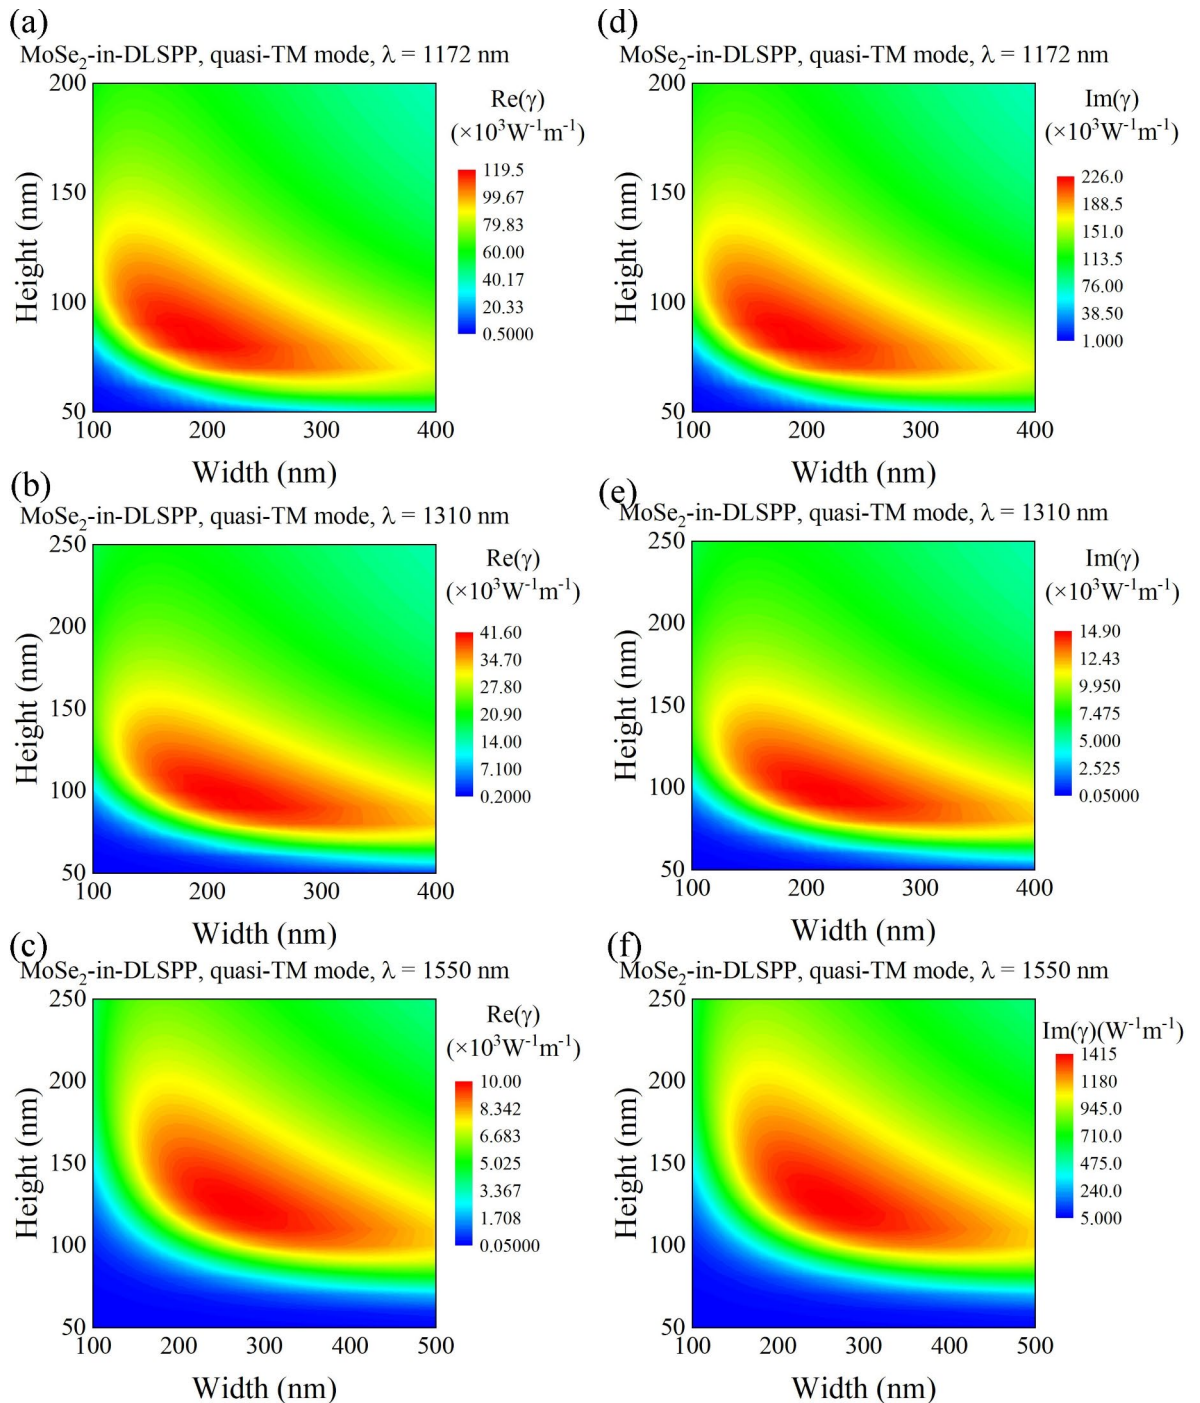 (a)
MoSe₂-in-DLSPP, quasi-TM mode, λ = 1172 nm
Re(γ)
(×10³W⁻¹m⁻¹)
119.5
99.67
79.83
60.00
40.17
20.33
0.5000
200
150
100
50
Height (nm)
100 200 300 400
Width (nm)
(d)
MoSe₂-in-DLSPP, quasi-TM mode, λ = 1172 nm
Im(γ)
(×10³W⁻¹m⁻¹)
226.0
188.5
151.0
113.5
76.00
38.50
1.000
200
150
100
50
Height (nm)
100 200 300 400
Width (nm)
(b)
MoSe₂-in-DLSPP, quasi-TM mode, λ = 1310 nm
Re(γ)
(×10³W⁻¹m⁻¹)
41.60
34.70
27.80
20.90
14.00
7.100
0.2000
250
200
150
100
50
Height (nm)
100 200 300 400
Width (nm)
(e)
MoSe₂-in-DLSPP, quasi-TM mode, λ = 1310 nm
Im(γ)
(×10³W⁻¹m⁻¹)
14.90
12.43
9.950
7.475
5.000
2.525
0.05000
250
200
150
100
50
Height (nm)
100 200 300 400
Width (nm)
(c)
MoSe₂-in-DLSPP, quasi-TM mode, λ = 1550 nm
Re(γ)
(×10³W⁻¹m⁻¹)
10.00
8.342
6.683
5.025
3.367
1.708
0.05000
250
200
150
100
50
Height (nm)
100 200 300 400 500
Width (nm)
(f)
MoSe₂-in-DLSPP, quasi-TM mode, λ = 1550 nm
Im(γ)(W⁻¹m⁻¹)
1415
1180
945.0
710.0
475.0
240.0
5.000
250
200
150
100
50
Height (nm)
100 200 300 400 500
Width (nm)